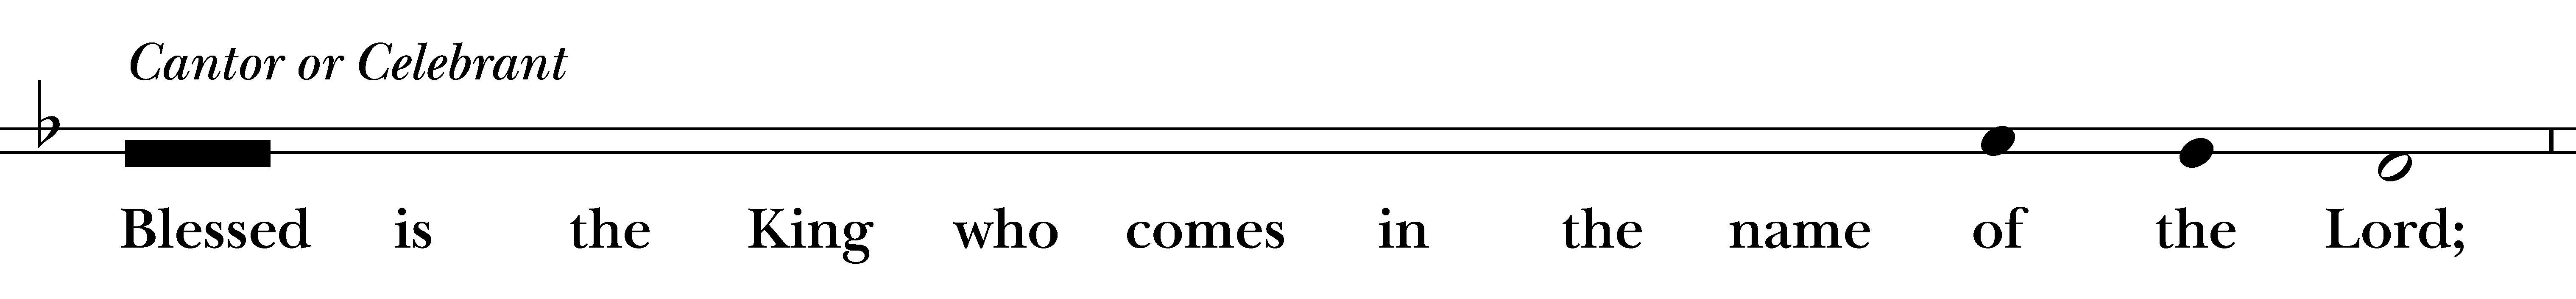 Cantor or Celebrant
Blessed is the King who comes in the name of the Lord;